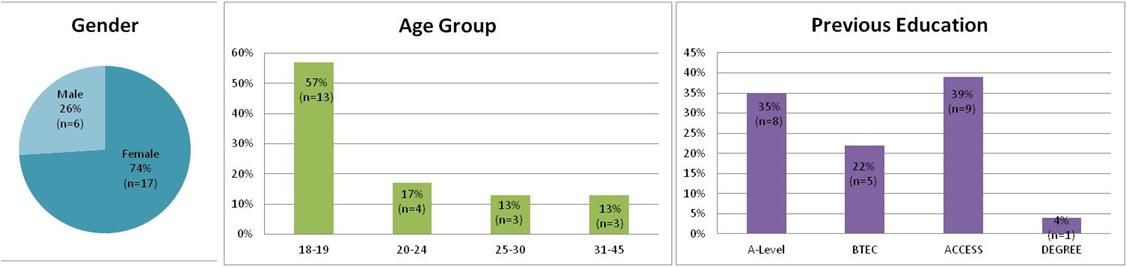 Gender
Male
26%
(n=6)
Female
74%
(n=17)
Age Group
60%
50%
40%
30%
20%
10%
0%
57%
(n=13)
17%
(n=4)
13%
(n=3)
13%
(n=3)
18-19
20-24
25-30
31-45
Previous Education
45%
40%
35%
30%
25%
20%
15%
10%
5%
0%
35%
(n=8)
22%
(n=5)
39%
(n=9)
4%
(n=1)
A-Level
BTEC
ACCESS
DEGREE